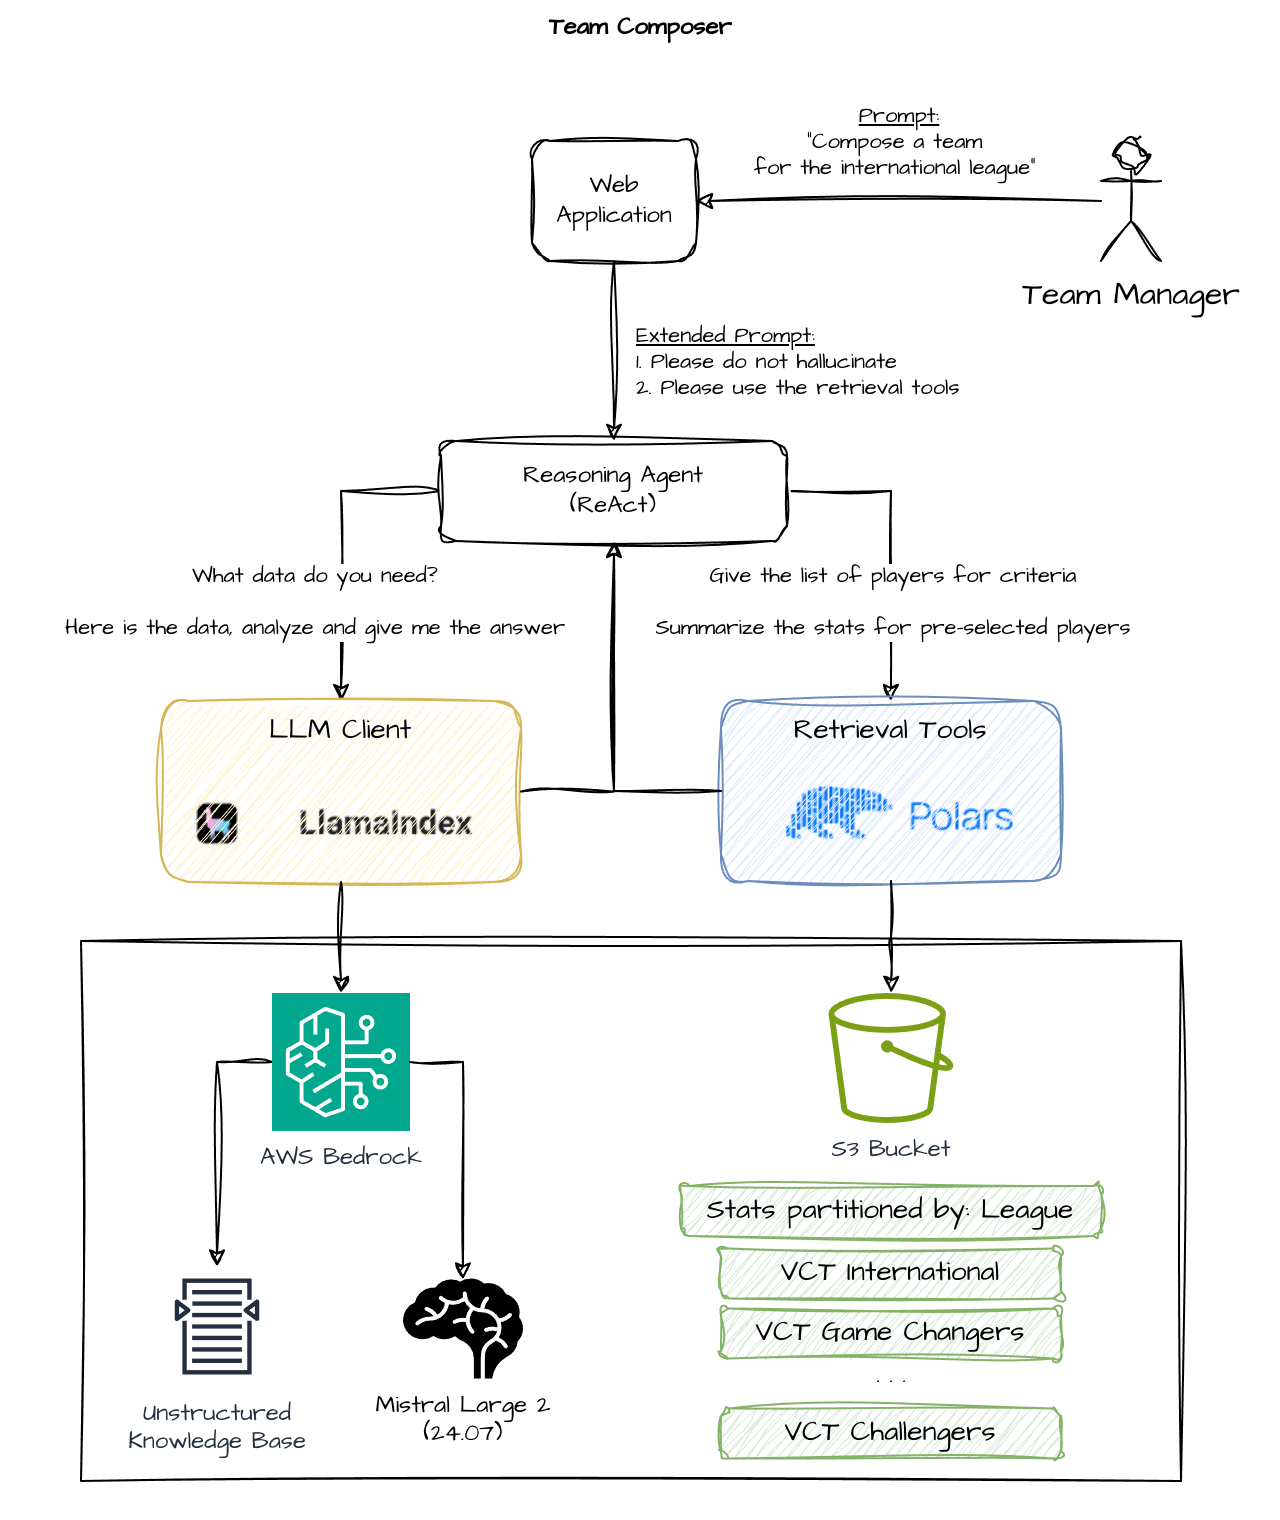 Team Composer
Prompt:
"Compose a team
for the international league"
Web
Application
Team Manager
Extended Prompt:
1. Please do not hallucinate
2. Please use the retrieval tools
Reasoning Agent
(ReAct)
What data do you need?
Here is the data, analyze and give me the answer
Give the list of players for criteria
Summarize the stats for pre-selected players
LLM Client
LlamaIndex
Retrieval Tools
Polars
AWS Bedrock
S3 Bucket
Unstructured
Knowledge Base
Mistral Large 2
(24.07)
Stats partitioned by: League
VCT International
VCT Game Changers
. . .
VCT Challengers